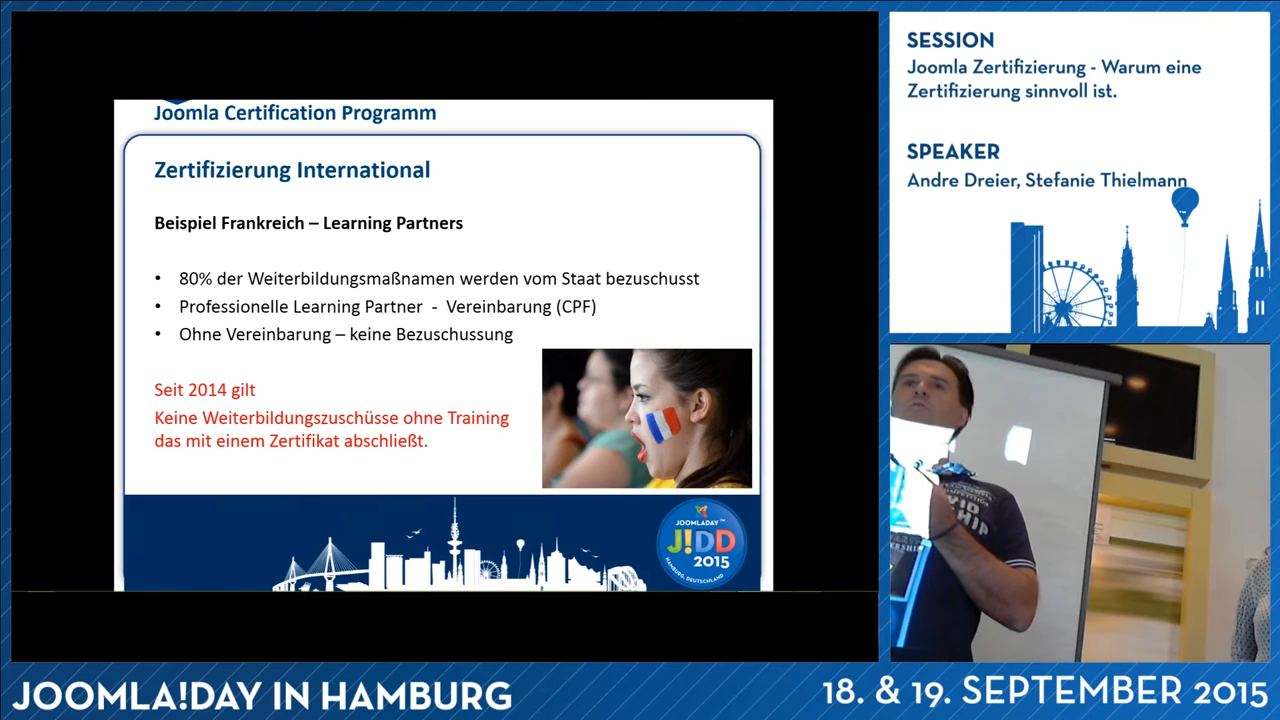 Joomla Certification Programm
Zertifizierung International
Beispiel Frankreich – Learning Partners
• 80% der Weiterbildungsmaßnamen werden vom Staat bezuschusst
• Professionelle Learning Partner - Vereinbarung (CPF)
• Ohne Vereinbarung – keine Bezuschussung
Seit 2014 gilt
Keine Weiterbildungszuschüsse ohne Training
das mit einem Zertifikat abschließt.
JOOMLADAY™
J!DD
2015
HAMBURG, DEUTSCHLAND
SESSION
Joomla Zertifizierung - Warum eine
Zertifizierung sinnvoll ist.
SPEAKER
Andre Dreier, Stefanie Thielmann
JOOMLA!DAY IN HAMBURG
18. & 19. SEPTEMBER 2015